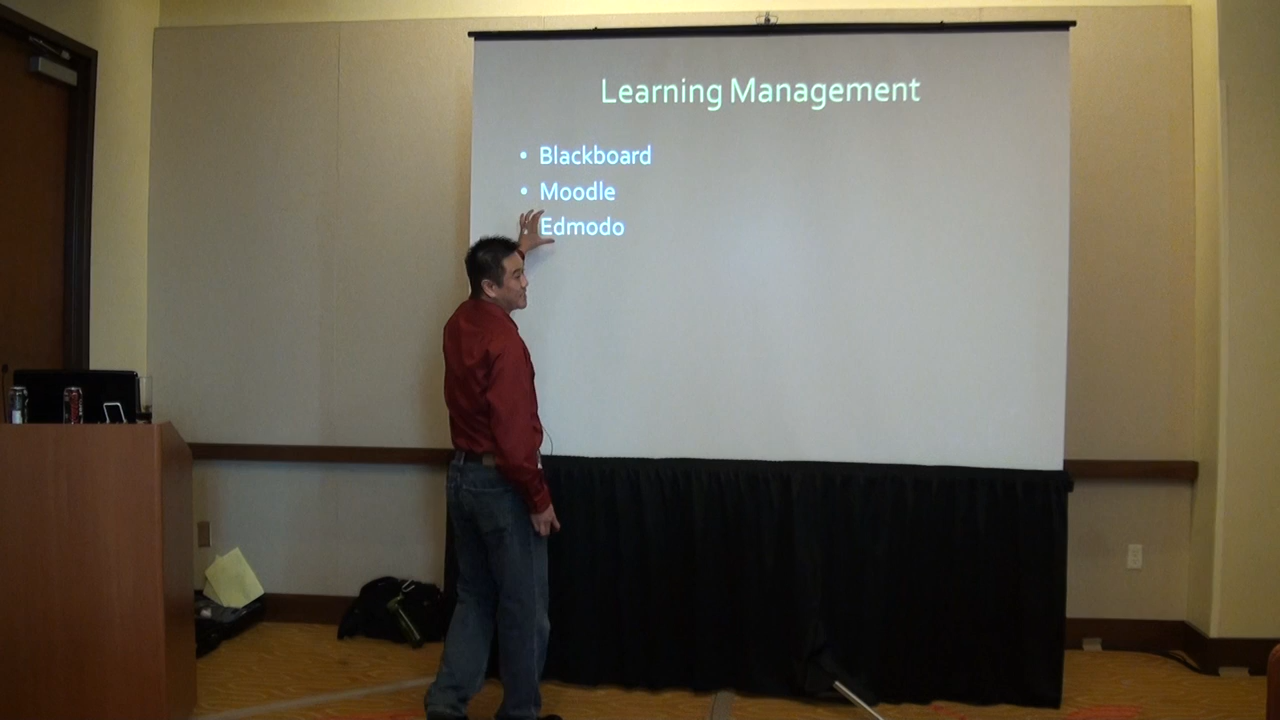 Learning Management
• Blackboard
• Moodle
• Edmodo